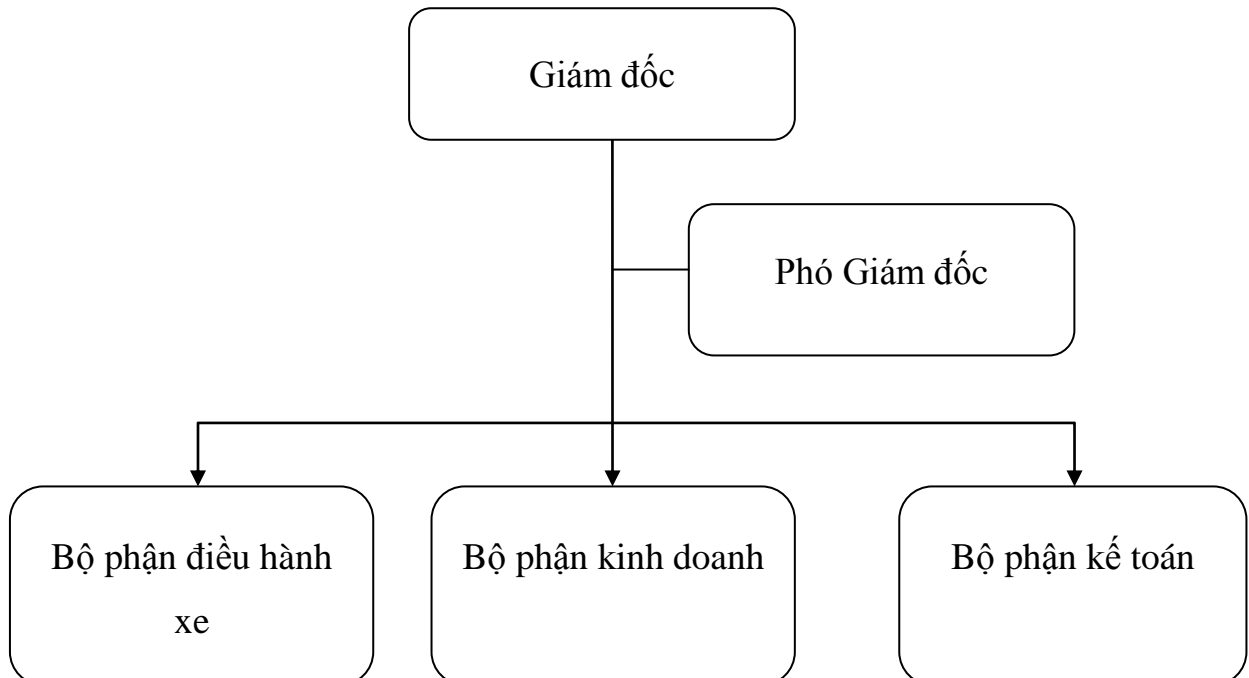 Giám đốc
Phó Giám đốc
Bộ phận điều hành
xe
Bộ phận kinh doanh
Bộ phận kế toán